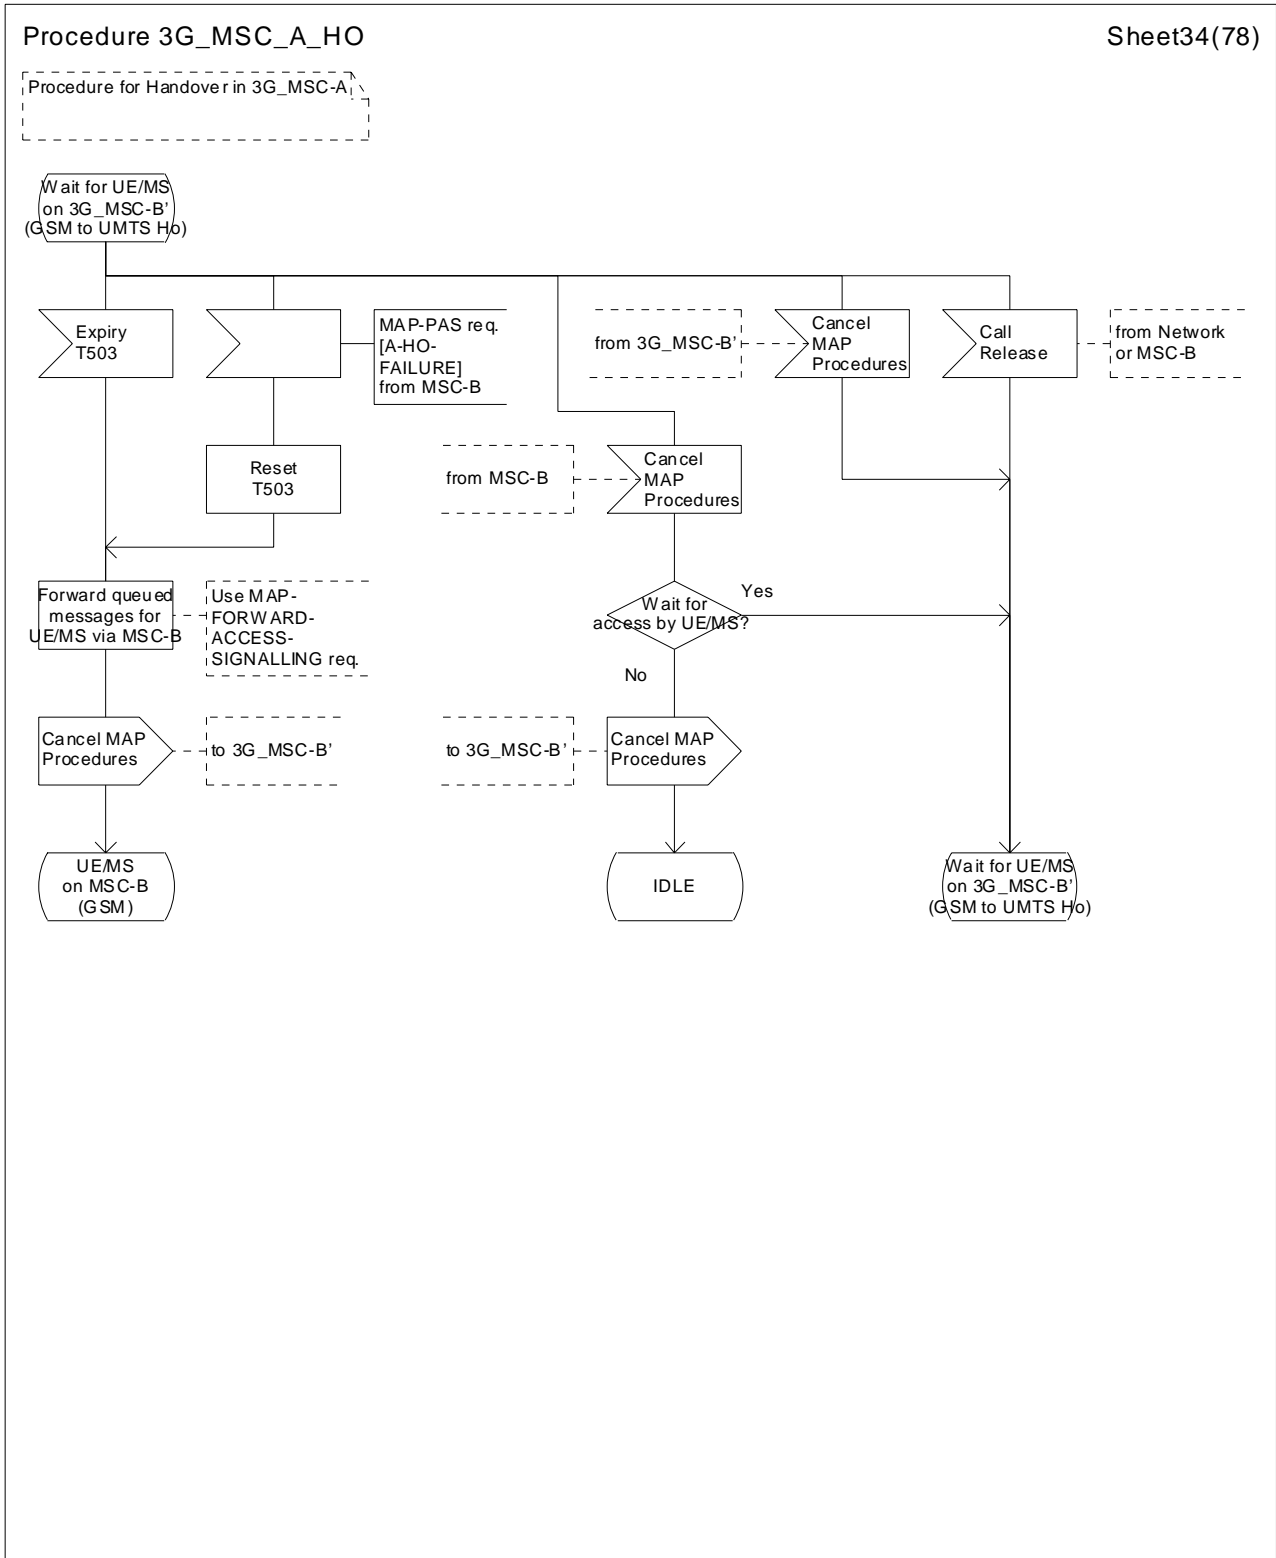 Procedure 3G_MSC_A_HO
Sheet34(78)
Procedure for Handover in 3G_MSC-A
Wait for UE/MS
on 3G_MSC-B’
(GSM to UMTS Ho)
Expiry
T503
MAP-PAS req.
[A-HO-
FAILURE]
from MSC-B
from 3G_MSC-B’
Cancel
MAP
Procedures
Call
Release
from Network
or MSC-B
Reset
T503
from MSC-B
Cancel
MAP
Procedures
Forward queued
messages for
UE/MS via MSC-B
Use MAP-
FORWARD-
ACCESS-
SIGNALLING req.
Wait for
access by UE/MS?
Yes
No
Cancel MAP
Procedures
to 3G_MSC-B’
to 3G_MSC-B’
Cancel MAP
Procedures
UE/MS
on MSC-B
(GSM)
IDLE
Wait for UE/MS
on 3G_MSC-B’
(GSM to UMTS Ho)